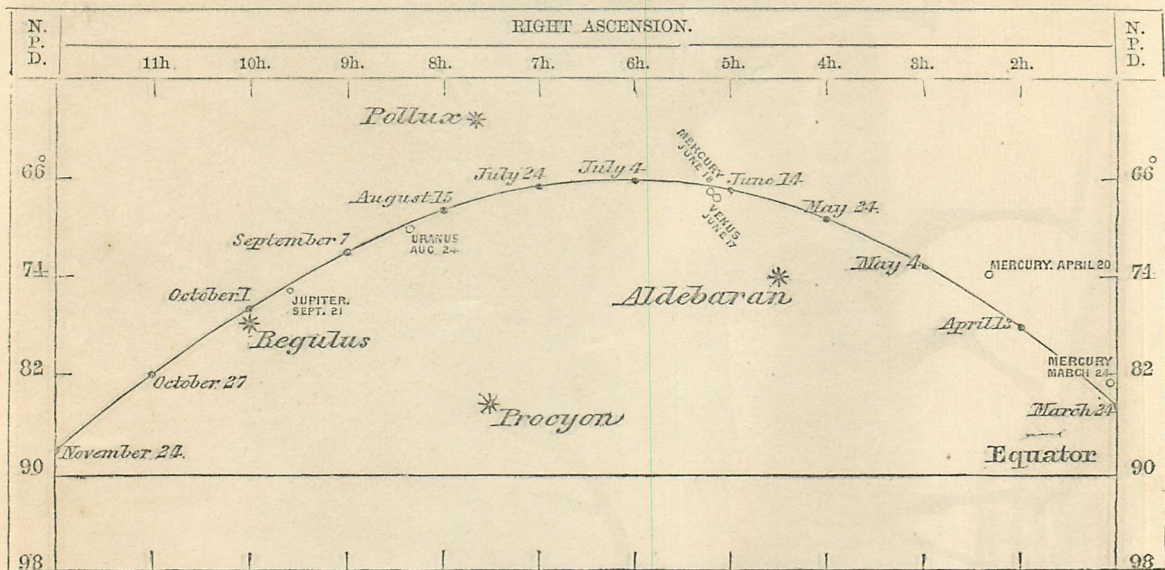 N. RIGHT ASCENSION. N.
P. P.
D. D.
11h. 10h. 9h. 8h. 7h. 6h. 5h. 4h. 3h. 2h.
Pollux
66° 66°
July 24 July 4 MERCURY JUNE 18 June 14
August 15 VENUS JUNE 17 May 24
September 7 URANUS
AUG 24
74 May 4 MERCURY. APRIL 20 74
October 1 JUPITER.
SEPT. 21
Aldebaran
Regulus April 13
82 October 27 MERCURY
MARCH 24 82
Procyon March 24
November 24.
90 Equator 90
98 98